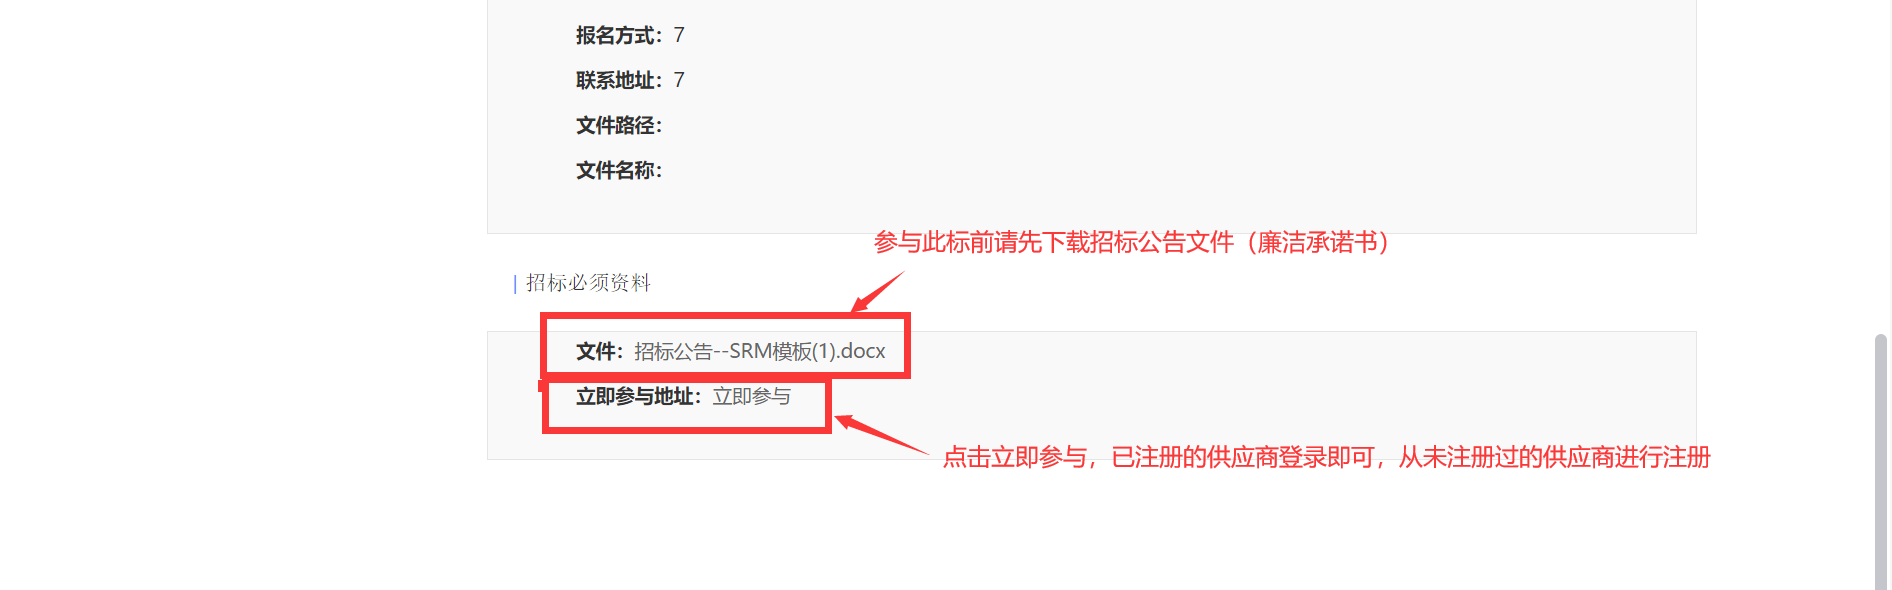 报名方式：7
联系地址：7
文件路径：
文件名称：
参与此标前请先下载招标公告文件（廉洁承诺书）
招标必须资料
文件：招标公告--SRM模板(1).docx
立即参与地址：立即参与
点击立即参与，已注册的供应商登录即可，从未注册过的供应商进行注册